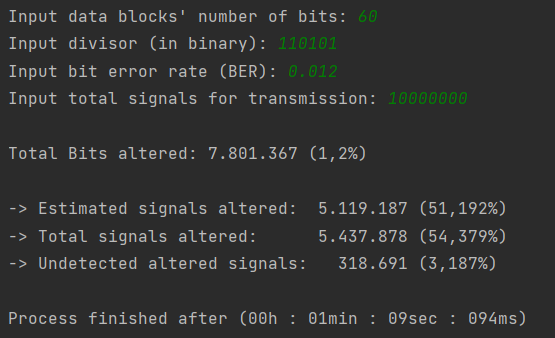 Input data blocks' number of bits: 60
Input divisor (in binary): 110101
Input bit error rate (BER): 0.012
Input total signals for transmission: 10000000
Total Bits altered: 7.801.367 (1,2%)
-> Estimated signals altered: 5.119.187 (51,192%)
-> Total signals altered: 5.437.878 (54,379%)
-> Undetected altered signals: 318.691 (3,187%)
Process finished after (00h : 01min : 09sec : 094ms)